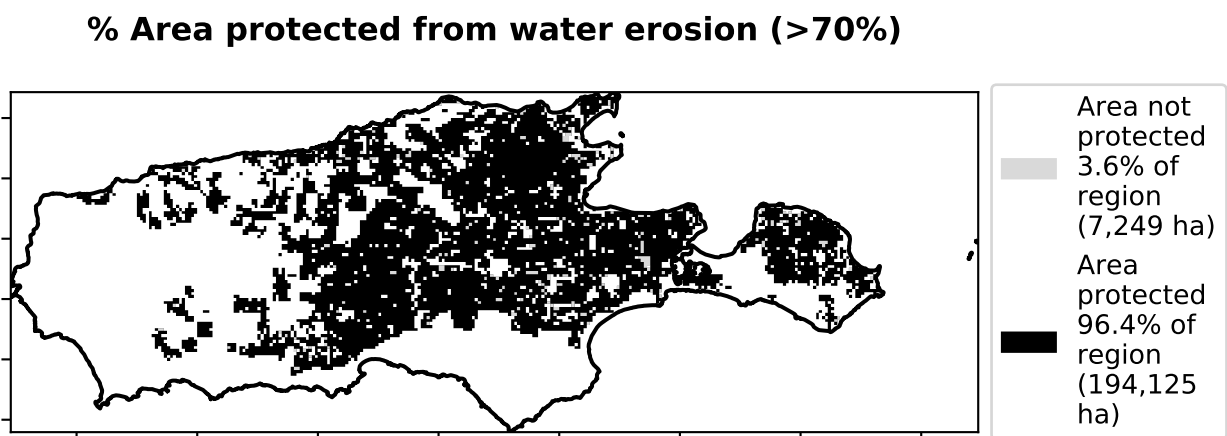 % Area protected from water erosion (>70%)
Area not
protected
3.6% of
region
(7,249 ha)
Area
protected
96.4% of
region
(194,125
ha)